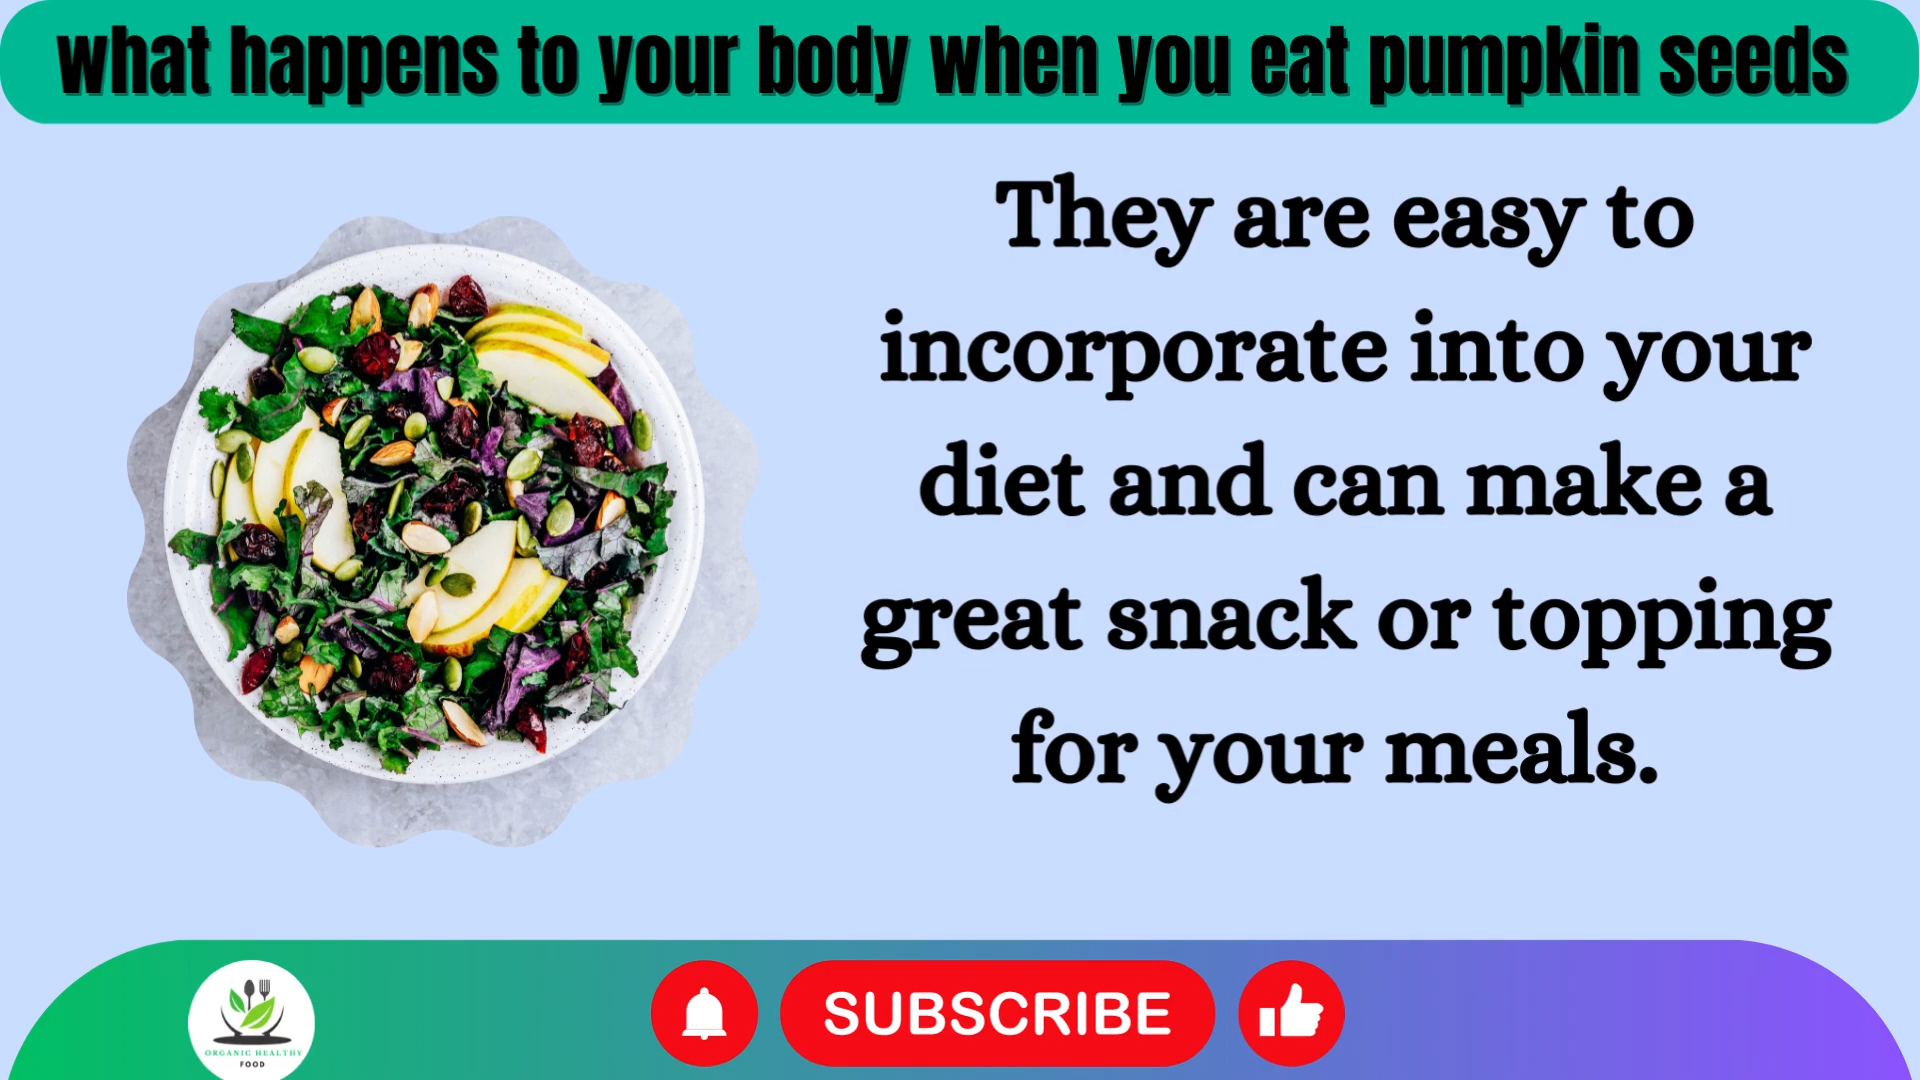 what happens to your body when you eat pumpkin seeds
They are easy to
incorporate into your
diet and can make a
great snack or topping
for your meals.
ORGANIC HEALTHY
FOOD
SUBSCRIBE